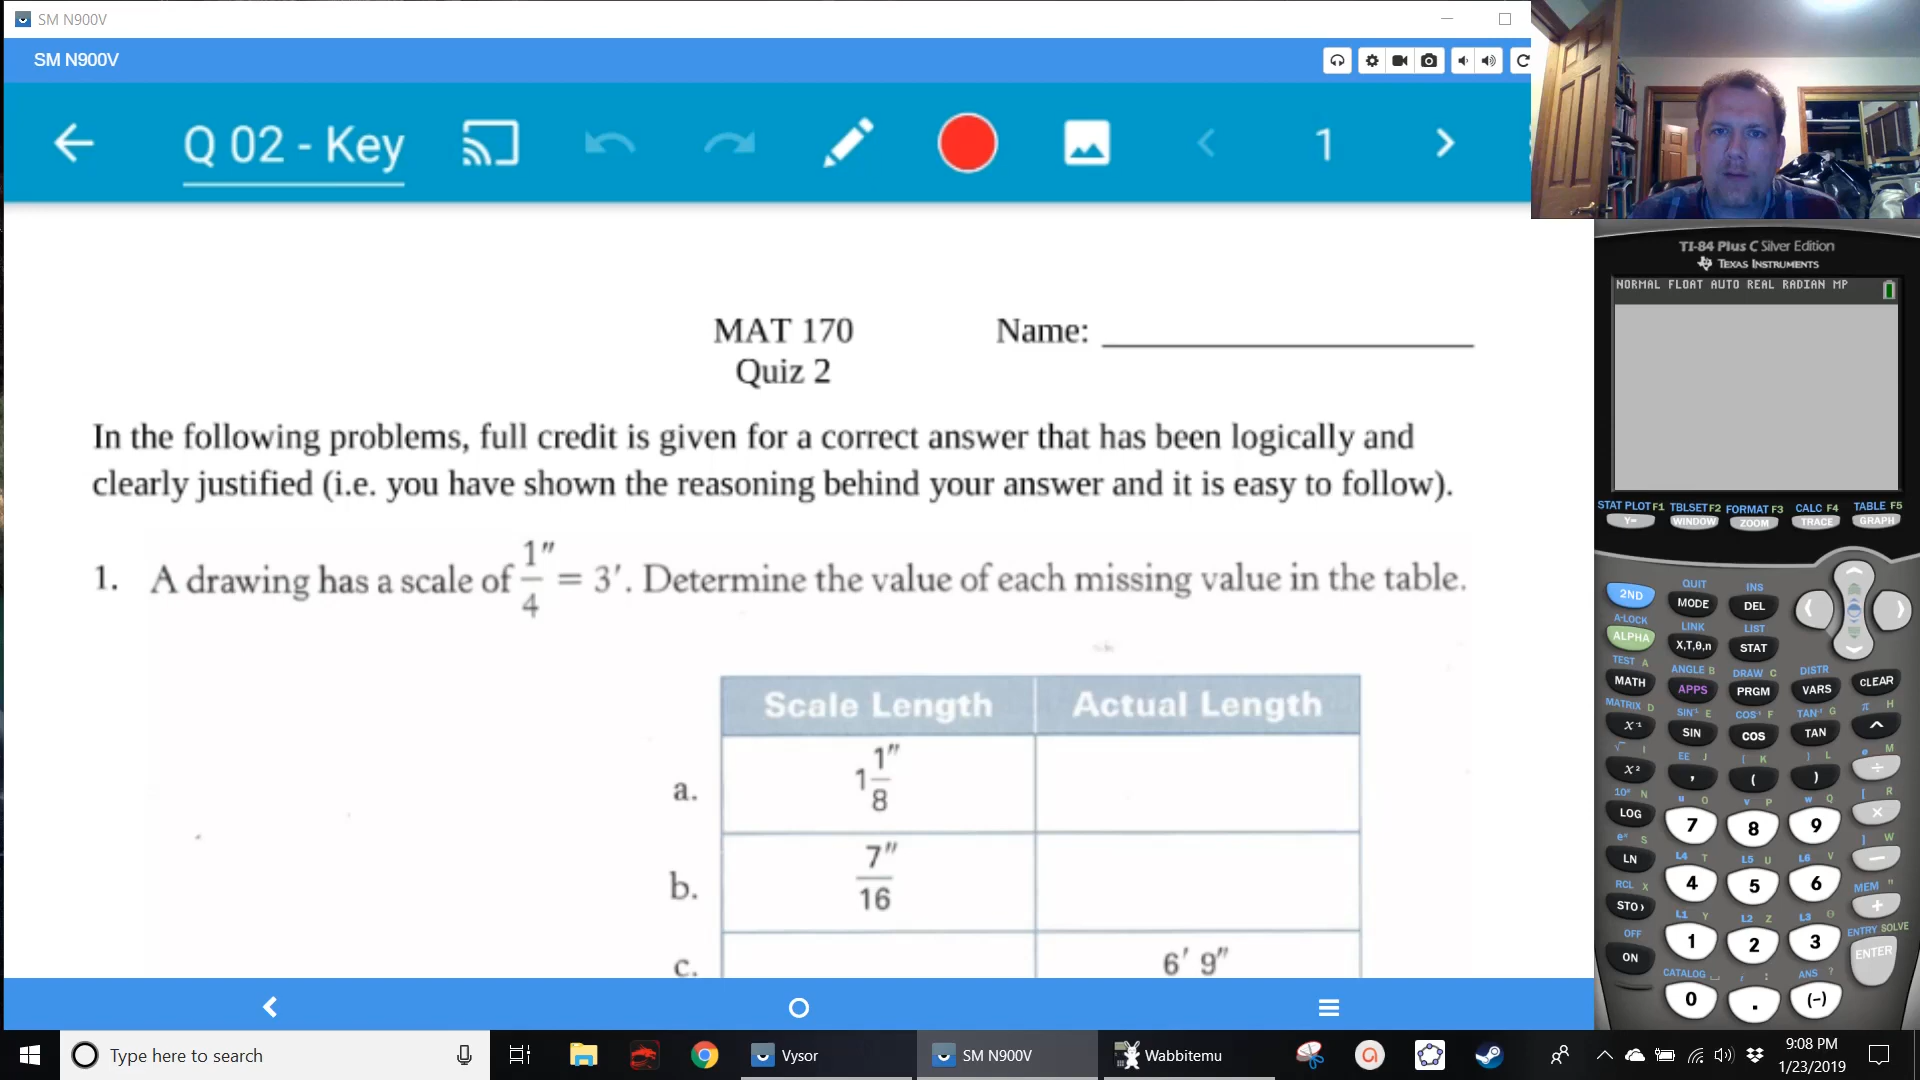 SM N900V
SM N900V
Q 02 - Key
1
MAT 170
Name:
Quiz 2
In the following problems, full credit is given for a correct answer that has been logically and
clearly justified (i.e. you have shown the reasoning behind your answer and it is easy to follow).
1. A drawing has a scale of 1/4″ = 3′. Determine the value of each missing value in the table.
Scale Length Actual Length
a. 1 1/8″
b. 7/16″
c. 6′ 9″
TI-84 Plus C Silver Edition
TEXAS INSTRUMENTS
NORMAL FLOAT AUTO REAL RADIAN MP
STAT PLOT F1 TBLSET F2 FORMAT F3 CALC F4 TABLE F5
Y= WINDOW ZOOM TRACE GRAPH
QUIT INS
2ND MODE DEL
A-LOCK LINK LIST
ALPHA X,T,θ,n STAT
TEST A ANGLE B DRAW C DISTR
MATH APPS PRGM VARS CLEAR
MATRIX D SIN⁻¹ E COS⁻¹ F TAN⁻¹ G π H
X⁻¹ SIN COS TAN ^
√ I EE J { K } L e M
X² , ( ) ÷
10ˣ N u O v P w Q [ R
LOG 7 8 9 ×
eˣ S L4 T L5 U L6 V ] W
LN 4 5 6 −
RCL X L1 Y L2 Z L3 θ MEM "
STO› 1 2 3 +
OFF CATALOG i : ANS ? ENTRY SOLVE
ON 0 . (-) ENTER
Type here to search
Vysor
SM N900V
Wabbitemu
9:08 PM
1/23/2019